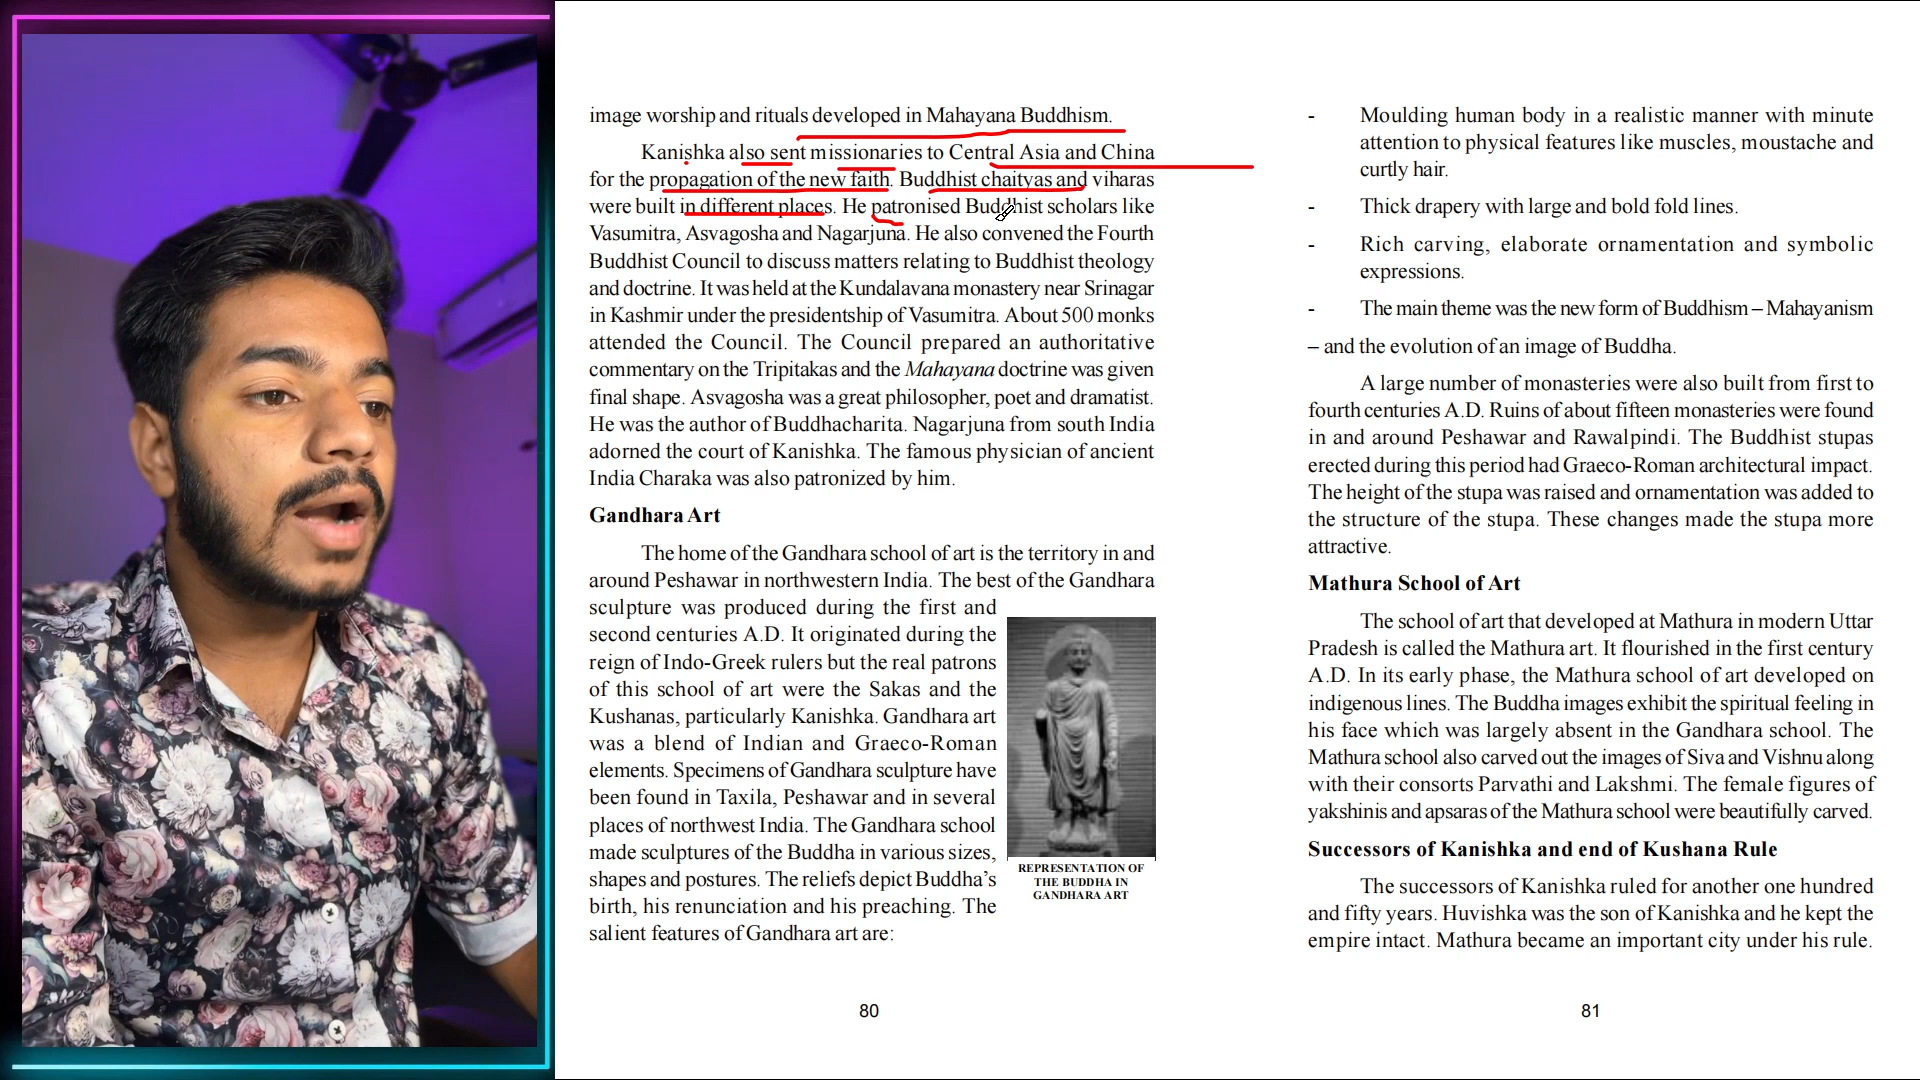 image worship and rituals developed in Mahayana Buddhism.
Kanishka also sent missionaries to Central Asia and China
for the propagation of the new faith. Buddhist chaityas and viharas
were built in different places. He patronised Buddhist scholars like
Vasumitra, Asvagosha and Nagarjuna. He also convened the Fourth
Buddhist Council to discuss matters relating to Buddhist theology
and doctrine. It was held at the Kundalavana monastery near Srinagar
in Kashmir under the presidentship of Vasumitra. About 500 monks
attended the Council. The Council prepared an authoritative
commentary on the Tripitakas and the Mahayana doctrine was given
final shape. Asvagosha was a great philosopher, poet and dramatist.
He was the author of Buddhacharita. Nagarjuna from south India
adorned the court of Kanishka. The famous physician of ancient
India Charaka was also patronized by him.
Gandhara Art
The home of the Gandhara school of art is the territory in and
around Peshawar in northwestern India. The best of the Gandhara
sculpture was produced during the first and
second centuries A.D. It originated during the
reign of Indo-Greek rulers but the real patrons
of this school of art were the Sakas and the
Kushanas, particularly Kanishka. Gandhara art
was a blend of Indian and Graeco-Roman
elements. Specimens of Gandhara sculpture have
been found in Taxila, Peshawar and in several
places of northwest India. The Gandhara school
made sculptures of the Buddha in various sizes,
shapes and postures. The reliefs depict Buddha’s
birth, his renunciation and his preaching. The
salient features of Gandhara art are:
REPRESENTATION OF
THE BUDDHA IN
GANDHARA ART
80
- Moulding human body in a realistic manner with minute
attention to physical features like muscles, moustache and
curtly hair.
- Thick drapery with large and bold fold lines.
- Rich carving, elaborate ornamentation and symbolic
expressions.
- The main theme was the new form of Buddhism – Mahayanism
– and the evolution of an image of Buddha.
A large number of monasteries were also built from first to
fourth centuries A.D. Ruins of about fifteen monasteries were found
in and around Peshawar and Rawalpindi. The Buddhist stupas
erected during this period had Graeco-Roman architectural impact.
The height of the stupa was raised and ornamentation was added to
the structure of the stupa. These changes made the stupa more
attractive.
Mathura School of Art
The school of art that developed at Mathura in modern Uttar
Pradesh is called the Mathura art. It flourished in the first century
A.D. In its early phase, the Mathura school of art developed on
indigenous lines. The Buddha images exhibit the spiritual feeling in
his face which was largely absent in the Gandhara school. The
Mathura school also carved out the images of Siva and Vishnu along
with their consorts Parvathi and Lakshmi. The female figures of
yakshinis and apsaras of the Mathura school were beautifully carved.
Successors of Kanishka and end of Kushana Rule
The successors of Kanishka ruled for another one hundred
and fifty years. Huvishka was the son of Kanishka and he kept the
empire intact. Mathura became an important city under his rule.
81